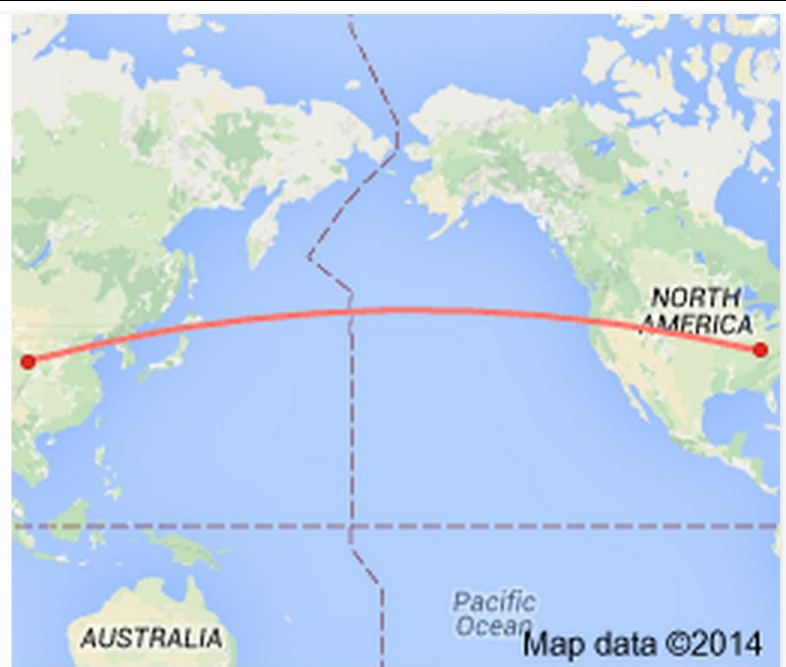 NORTH
AMERICA
Pacific
Ocean
AUSTRALIA
Map data ©2014